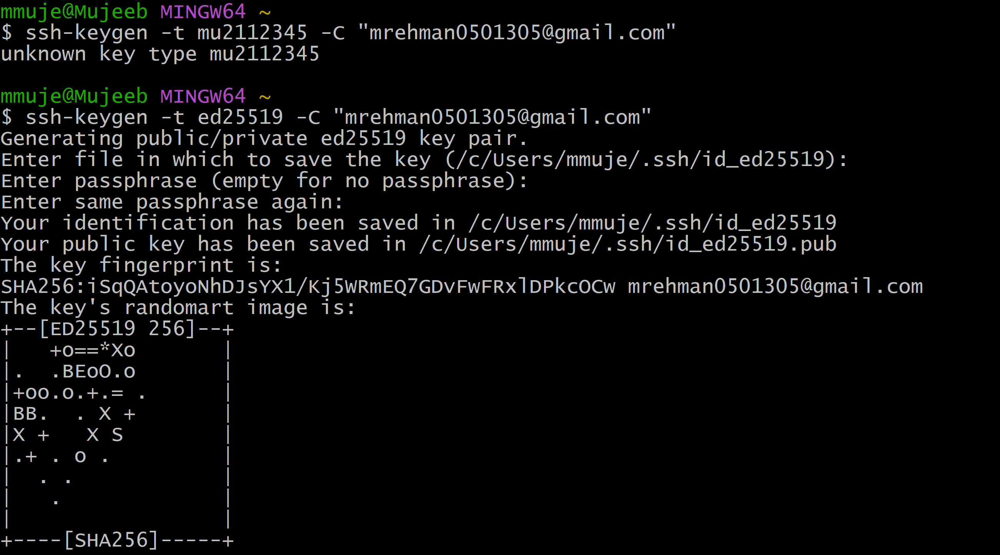 mmuje@Mujeeb MINGW64 ~
$ ssh-keygen -t mu2112345 -C "mrehman0501305@gmail.com"
unknown key type mu2112345
mmuje@Mujeeb MINGW64 ~
$ ssh-keygen -t ed25519 -C "mrehman0501305@gmail.com"
Generating public/private ed25519 key pair.
Enter file in which to save the key (/c/Users/mmuje/.ssh/id_ed25519):
Enter passphrase (empty for no passphrase):
Enter same passphrase again:
Your identification has been saved in /c/Users/mmuje/.ssh/id_ed25519
Your public key has been saved in /c/Users/mmuje/.ssh/id_ed25519.pub
The key fingerprint is:
SHA256:iSqQAtoyoNhDJsYX1/Kj5WRmEQ7GDvFwFRxlDPkcOCw mrehman0501305@gmail.com
The key's randomart image is:
+--[ED25519 256]--+
|   +o==*Xo       |
|.  .BEoO.o       |
|+oo.o.+.= .      |
|BB.  . X +       |
|X +   X S        |
|.+ . o .         |
|  . .            |
|   .             |
|                 |
+----[SHA256]-----+